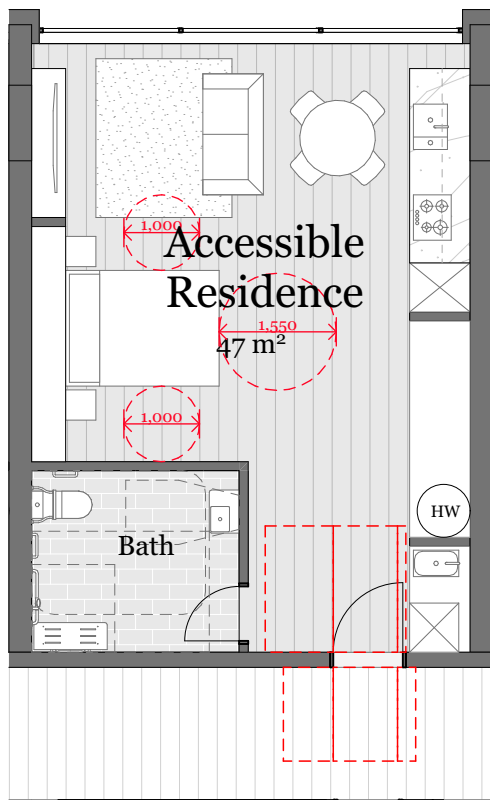 1,000
Accessible
Residence
1,550
47 m²
1,000
HW
Bath